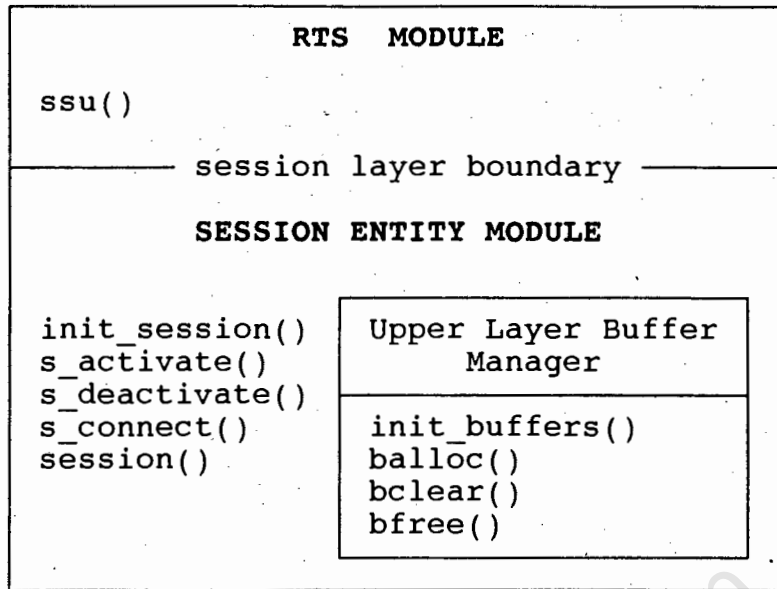 RTS MODULE
ssu()
session layer boundary
SESSION ENTITY MODULE
init_session()
s_activate()
s_deactivate()
s_connect()
session()
Upper Layer Buffer
Manager
init_buffers()
balloc()
bclear()
bfree()